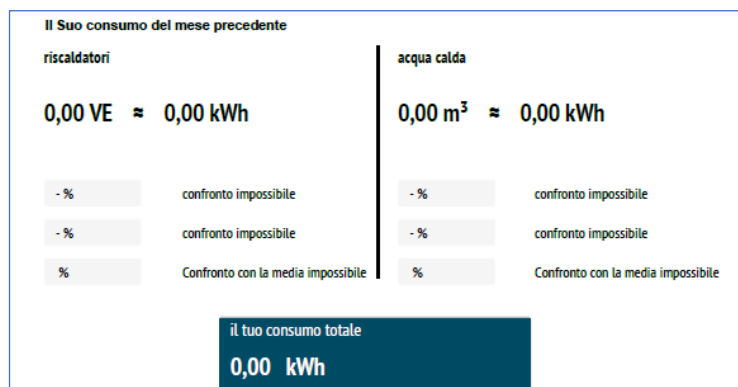 Il Suo consumo del mese precedente
riscaldatori
0,00 VE ≈ 0,00 kWh
- % confronto impossibile
- % confronto impossibile
% Confronto con la media impossibile
acqua calda
0,00 m³ ≈ 0,00 kWh
- % confronto impossibile
- % confronto impossibile
% Confronto con la media impossibile
il tuo consumo totale
0,00 kWh